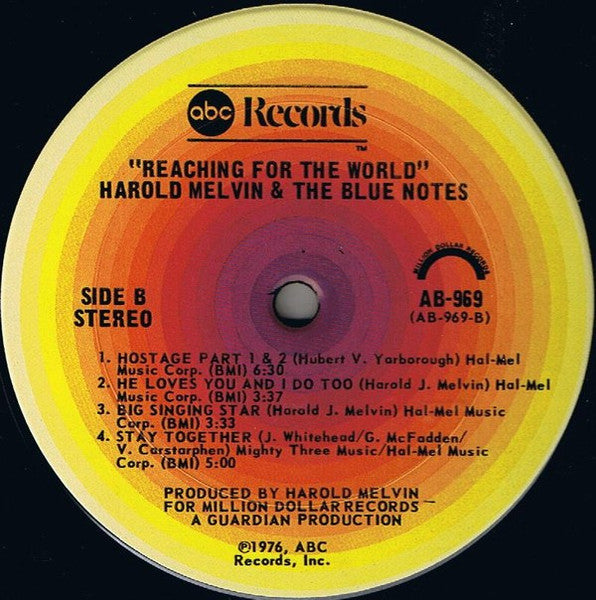 abc Records
TM
"REACHING FOR THE WORLD"
HAROLD MELVIN & THE BLUE NOTES
MILLION DOLLAR RECORDS
SIDE B
STEREO
AB-969
(AB-969-B)
1. HOSTAGE PART 1 & 2 (Hubert V. Yarborough) Hal-Mel
Music Corp. (BMI) 6:30
2. HE LOVES YOU AND I DO TOO (Harold J. Melvin) Hal-Mel
Music Corp. (BMI) 3:37
3. BIG SINGING STAR (Harold J. Melvin) Hal-Mel Music
Corp. (BMI) 3:33
4. STAY TOGETHER (J. Whitehead/G. McFadden/
V. Carstarphen) Mighty Three Music/Hal-Mel Music
Corp. (BMI) 5:00
PRODUCED BY HAROLD MELVIN
FOR MILLION DOLLAR RECORDS
A GUARDIAN PRODUCTION
℗1976, ABC
Records, Inc.